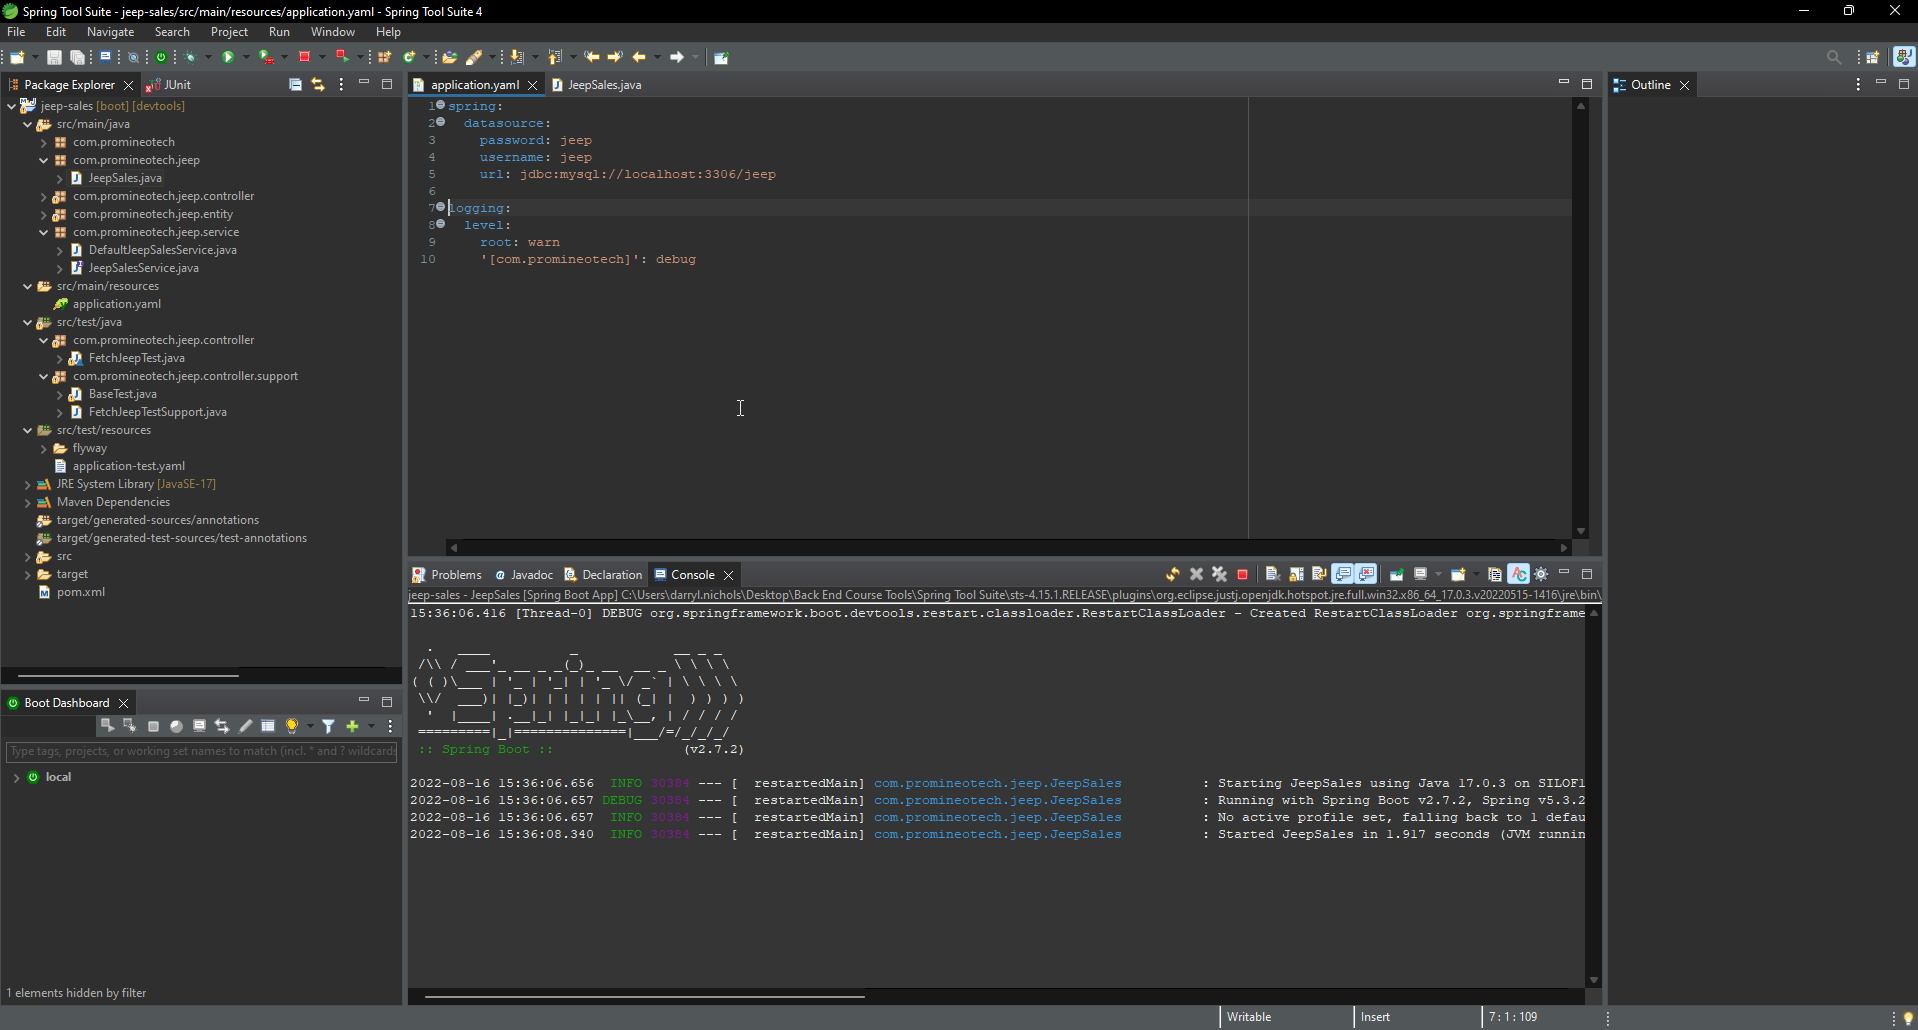 Spring Tool Suite - jeep-sales/src/main/resources/application.yaml - Spring Tool Suite 4
File Edit Navigate Search Project Run Window Help
Package Explorer
JUnit
jeep-sales [boot] [devtools]
src/main/java
com.promineotech
com.promineotech.jeep
JeepSales.java
com.promineotech.jeep.controller
com.promineotech.jeep.entity
com.promineotech.jeep.service
DefaultJeepSalesService.java
JeepSalesService.java
src/main/resources
application.yaml
src/test/java
com.promineotech.jeep.controller
FetchJeepTest.java
com.promineotech.jeep.controller.support
BaseTest.java
FetchJeepTestSupport.java
src/test/resources
flyway
application-test.yaml
JRE System Library [JavaSE-17]
Maven Dependencies
target/generated-sources/annotations
target/generated-test-sources/test-annotations
src
target
pom.xml
Boot Dashboard
Type tags, projects, or working set names to match (incl. * and ? wildcards
local
1 elements hidden by filter
application.yaml
JeepSales.java
1 spring:
2 datasource:
3 password: jeep
4 username: jeep
5 url: jdbc:mysql://localhost:3306/jeep
6
7 logging:
8 level:
9 root: warn
10 '[com.promineotech]': debug
Problems Javadoc Declaration Console
jeep-sales - JeepSales [Spring Boot App] C:\Users\darryl.nichols\Desktop\Back End Course Tools\Spring Tool Suite\sts-4.15.1.RELEASE\plugins\org.eclipse.justj.openjdk.hotspot.jre.full.win32.x86_64_17.0.3.v20220515-1416\jre\bin\
15:36:06.416 [Thread-0] DEBUG org.springframework.boot.devtools.restart.classloader.RestartClassLoader - Created RestartClassLoader org.springframe
Spring
:: Spring Boot :: (v2.7.2)
2022-08-16 15:36:06.656 INFO 30384 --- [ restartedMain] com.promineotech.jeep.JeepSales : Starting JeepSales using Java 17.0.3 on SILOF1
2022-08-16 15:36:06.657 DEBUG 30384 --- [ restartedMain] com.promineotech.jeep.JeepSales : Running with Spring Boot v2.7.2, Spring v5.3.2
2022-08-16 15:36:06.657 INFO 30384 --- [ restartedMain] com.promineotech.jeep.JeepSales : No active profile set, falling back to 1 defau
2022-08-16 15:36:08.340 INFO 30384 --- [ restartedMain] com.promineotech.jeep.JeepSales : Started JeepSales in 1.917 seconds (JVM runnin
Outline
Writable Insert 7:1:109